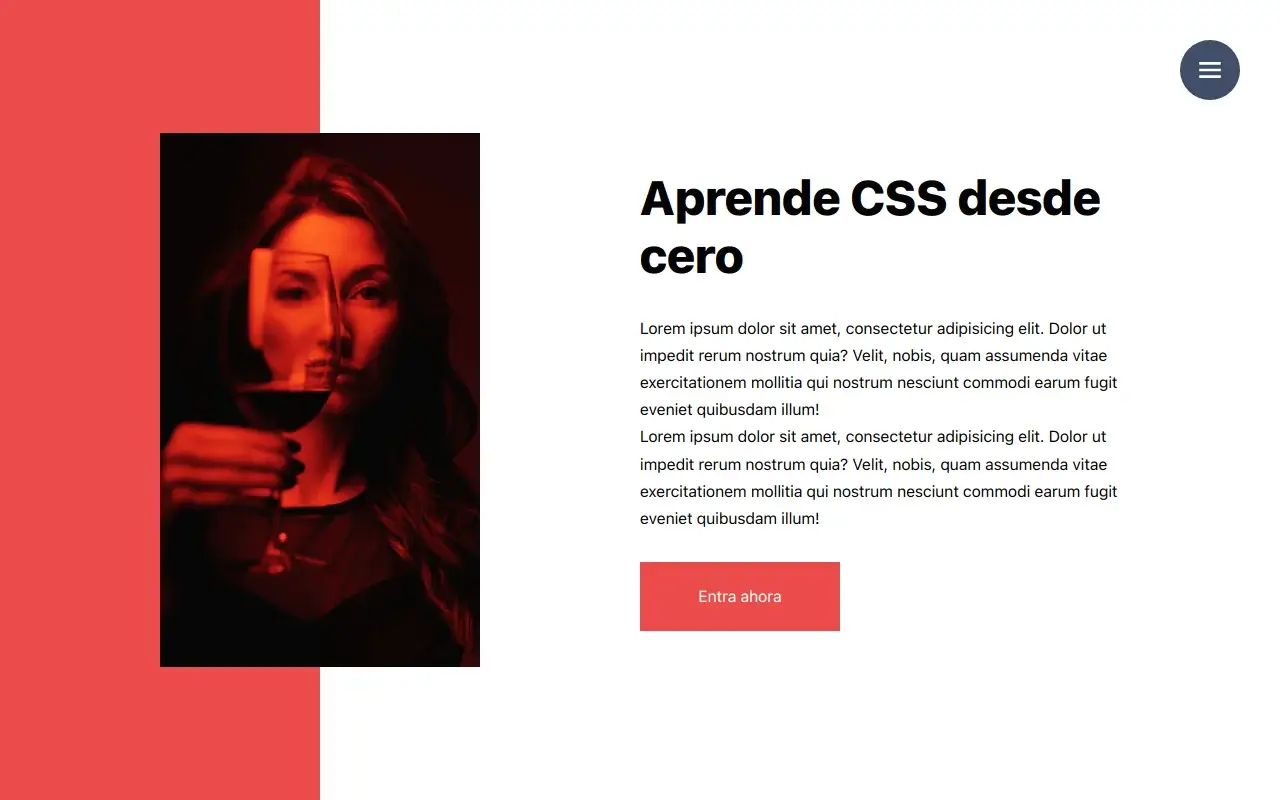 Aprende CSS desde
cero
Lorem ipsum dolor sit amet, consectetur adipisicing elit. Dolor ut
impedit rerum nostrum quia? Velit, nobis, quam assumenda vitae
exercitationem mollitia qui nostrum nesciunt commodi earum fugit
eveniet quibusdam illum!
Lorem ipsum dolor sit amet, consectetur adipisicing elit. Dolor ut
impedit rerum nostrum quia? Velit, nobis, quam assumenda vitae
exercitationem mollitia qui nostrum nesciunt commodi earum fugit
eveniet quibusdam illum!
Entra ahora